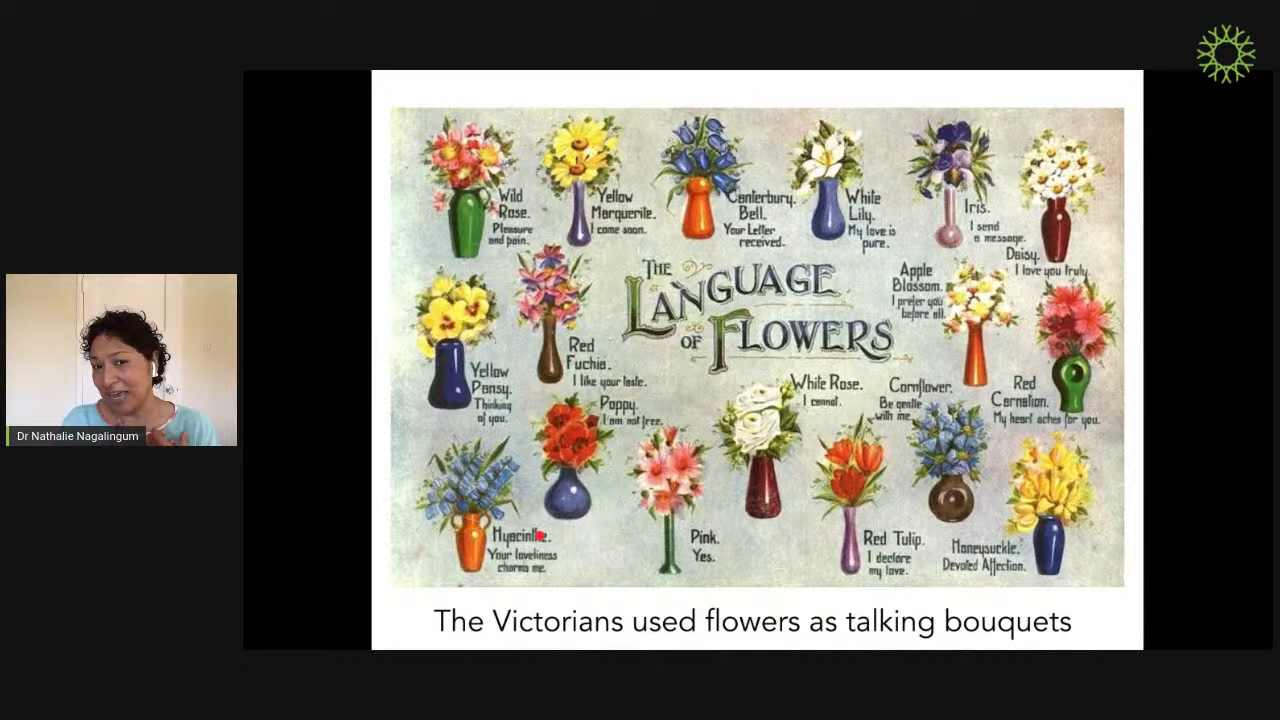 Wild
Rose.
Pleasure
and pain.
Yellow
Marguerite.
I come soon.
Canterbury.
Bell.
Your Letter
received.
White
Lily.
My love is
pure.
Iris.
I send
a message.
Daisy.
I love you truly.
THE
LANGUAGE
OF FLOWERS
Apple
Blossom.
I prefer you
before all.
Yellow
Pansy.
Thinking
of you.
Red
Fuchia.
I like your taste.
Poppy.
I am not free.
White Rose.
I cannot.
Cornflower.
Be gentle
with me.
Red
Carnation.
My heart aches for you.
Hyacinthe.
Your loveliness
charms me.
Pink.
Yes.
Red Tulip.
I declare
my love.
Honeysuckle.
Devoted Affection.
The Victorians used flowers as talking bouquets
Dr Nathalie Nagalingum